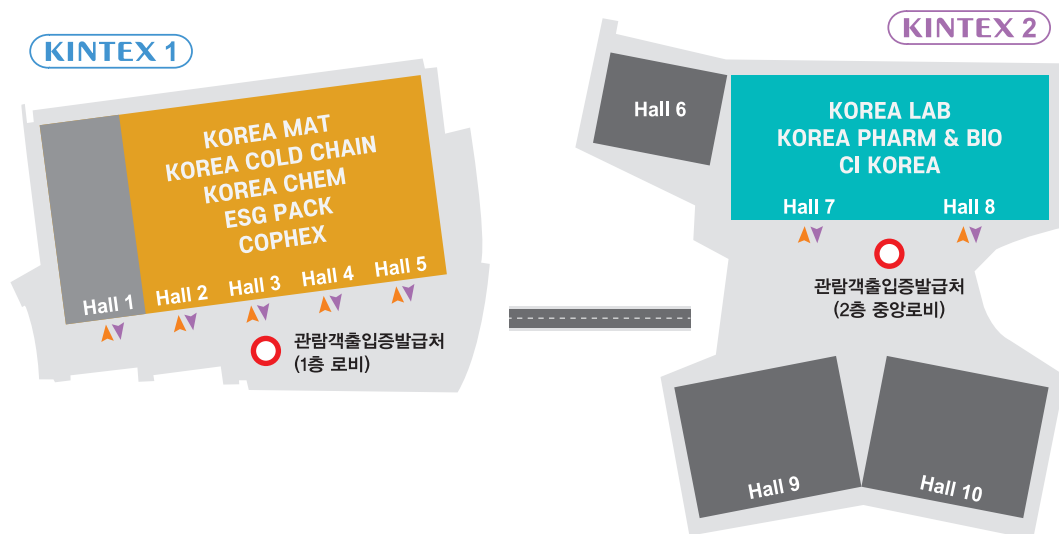 KINTEX 1
KOREA MAT
KOREA COLD CHAIN
KOREA CHEM
ESG PACK
COPHEX
Hall 1
Hall 2
Hall 3
Hall 4
Hall 5
관람객출입증발급처
(1층 로비)
KINTEX 2
Hall 6
KOREA LAB
KOREA PHARM & BIO
CI KOREA
Hall 7
Hall 8
관람객출입증발급처
(2층 중앙로비)
Hall 9
Hall 10